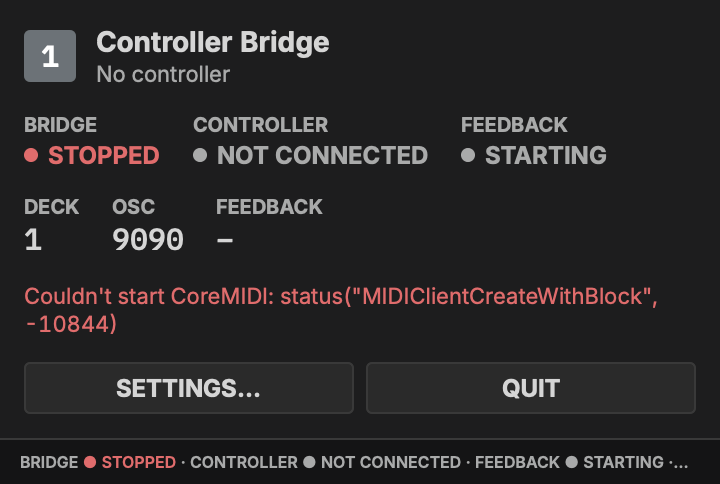 1
Controller Bridge
No controller
BRIDGE CONTROLLER FEEDBACK
STOPPED NOT CONNECTED STARTING
DECK OSC FEEDBACK
1 9090 –
Couldn't start CoreMIDI: status("MIDIClientCreateWithBlock",
-10844)
SETTINGS... QUIT
BRIDGE ● STOPPED · CONTROLLER ● NOT CONNECTED · FEEDBACK ● STARTING ·...